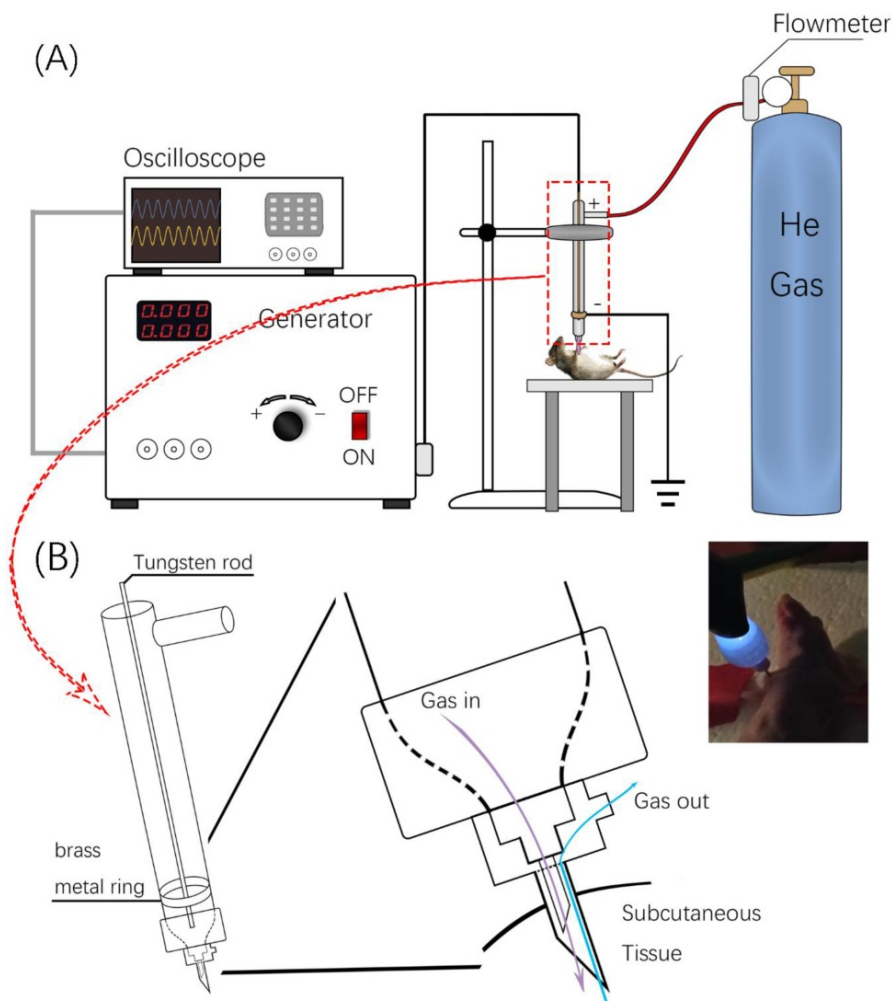 Flowmeter
(A)
Oscilloscope
+
He
Gas
0.000
0.000
Generator
-
OFF
+
-
ON
(B)
Tungsten rod
Gas in
Gas out
brass
metal ring
Subcutaneous
Tissue